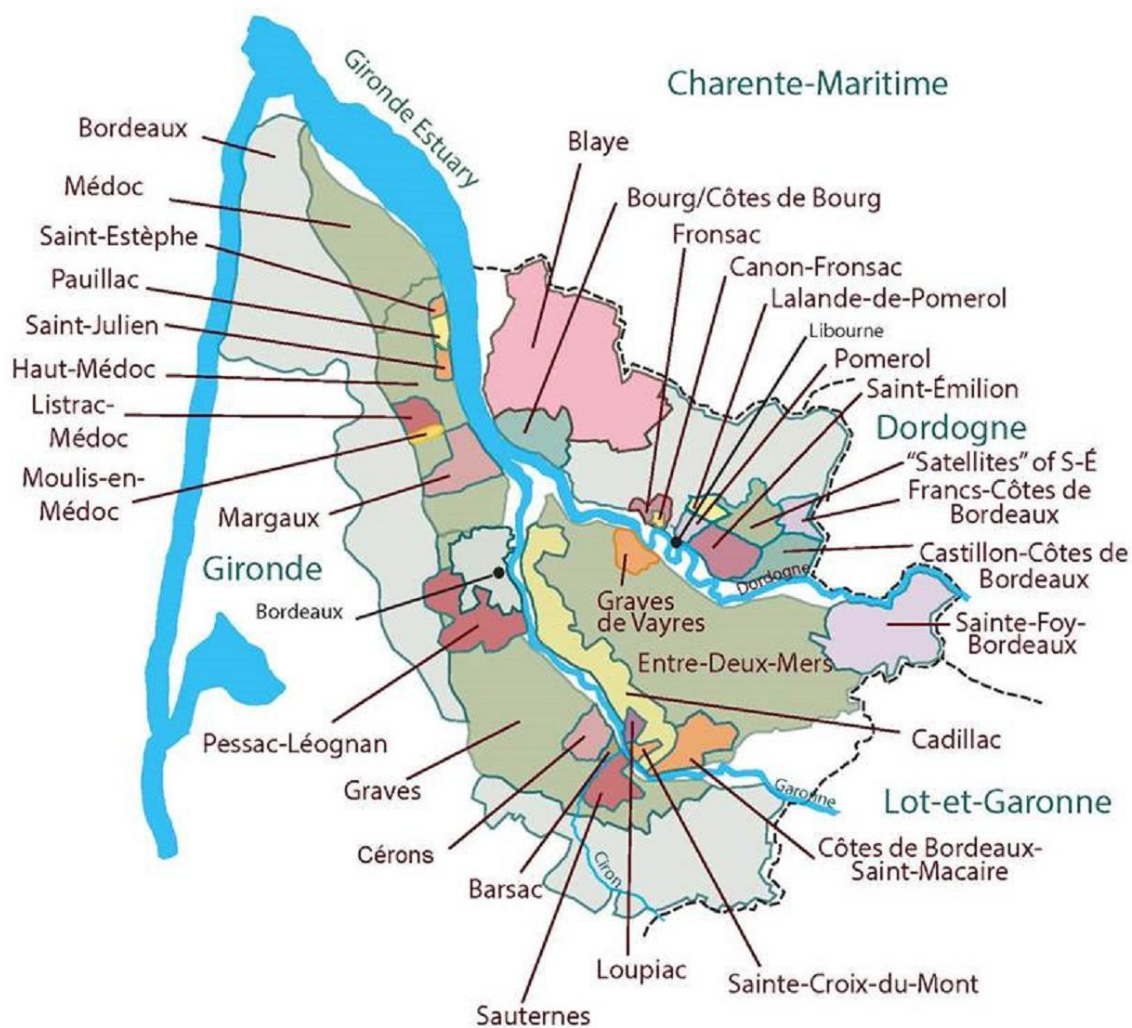 Gironde Estuary
Charente-Maritime
Bordeaux
Médoc
Saint-Estèphe
Pauillac
Saint-Julien
Haut-Médoc
Listrac-
Médoc
Moulis-en-
Médoc
Margaux
Gironde
Bordeaux
Blaye
Bourg/Côtes de Bourg
Fronsac
Canon-Fronsac
Lalande-de-Pomerol
Libourne
Pomerol
Saint-Émilion
Dordogne
"Satellites" of S-É
Francs-Côtes de
Bordeaux
Castillon-Côtes de
Bordeaux
Dordogne
Graves
de Vayres
Entre-Deux-Mers
Sainte-Foy-
Bordeaux
Cadillac
Pessac-Léognan
Graves
Cérons
Barsac
Sauternes
Ciron
Loupiac
Sainte-Croix-du-Mont
Garonne
Lot-et-Garonne
Côtes de Bordeaux-
Saint-Macaire